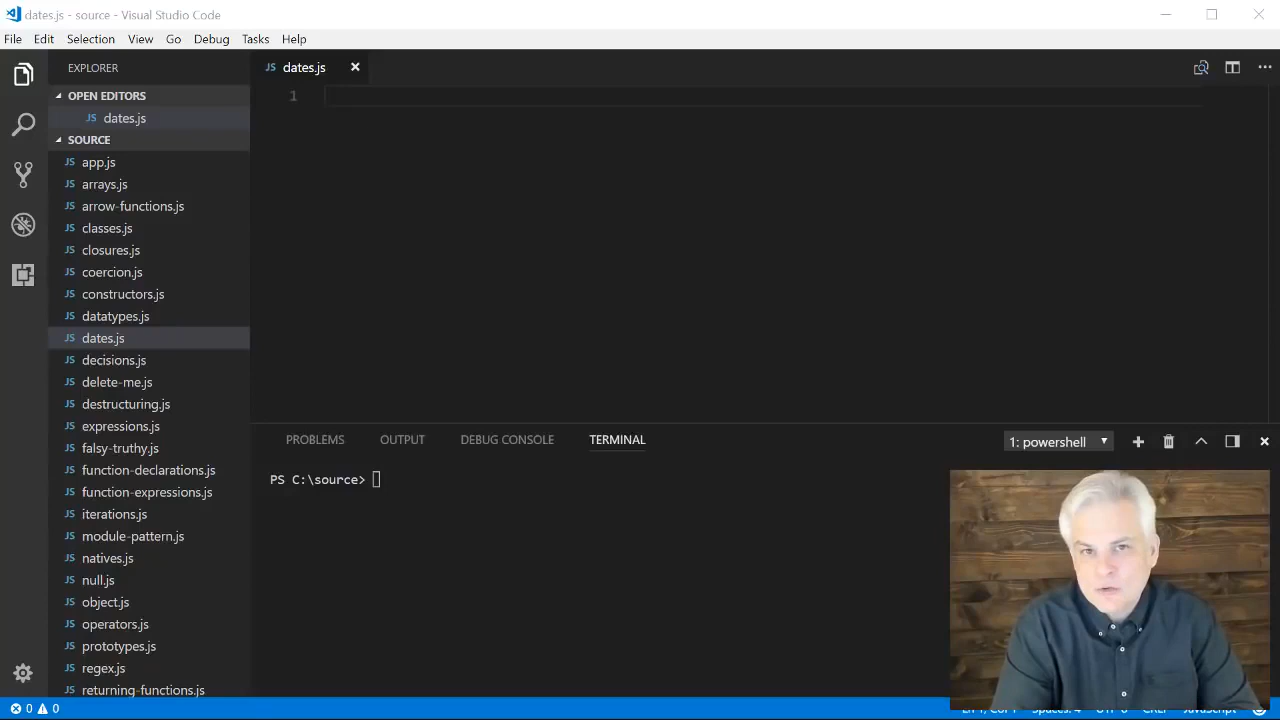 dates.js - source - Visual Studio Code
File Edit Selection View Go Debug Tasks Help
EXPLORER
dates.js
OPEN EDITORS
dates.js
SOURCE
app.js
arrays.js
arrow-functions.js
classes.js
closures.js
coercion.js
constructors.js
datatypes.js
dates.js
decisions.js
delete-me.js
destructuring.js
expressions.js
falsy-truthy.js
function-declarations.js
function-expressions.js
iterations.js
module-pattern.js
natives.js
null.js
object.js
operators.js
prototypes.js
regex.js
returning-functions.js
1
PROBLEMS OUTPUT DEBUG CONSOLE TERMINAL
1: powershell
PS C:\source>
0 0